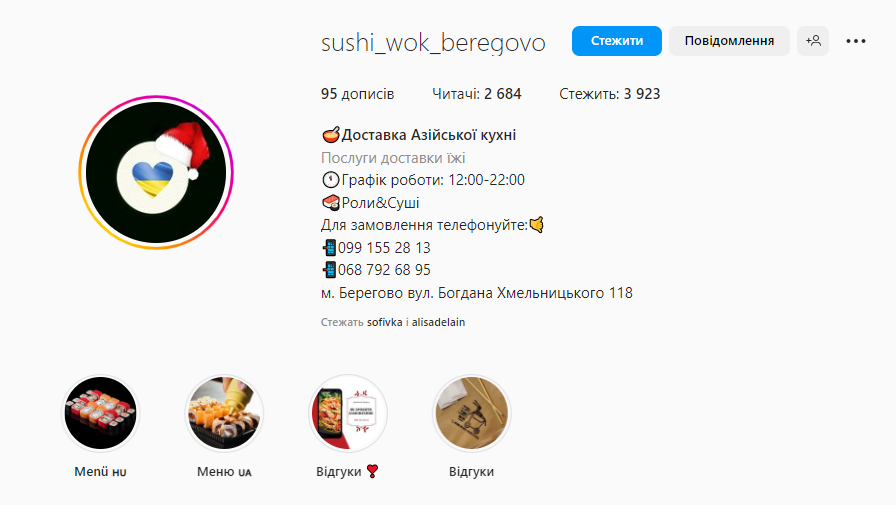 sushi_wok_beregovo Стежити Повідомлення
95 дописів Читачі: 2 684 Стежить: 3 923
Доставка Азійської кухні
Послуги доставки їжі
Графік роботи: 12:00-22:00
Роли&Суші
Для замовлення телефонуйте:
099 155 28 13
068 792 68 95
м. Берегово вул. Богдана Хмельницького 118
Стежать sofivka і alisadelain
Menü HU Меню UA Відгуки Відгуки